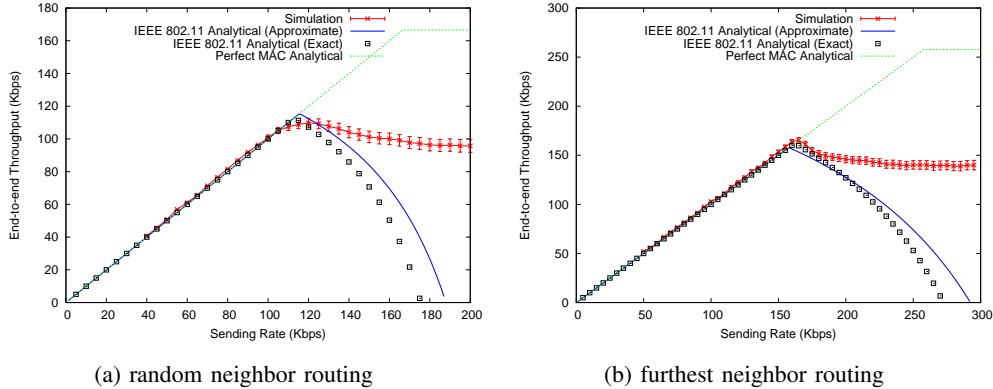 Simulation
IEEE 802.11 Analytical (Approximate)
IEEE 802.11 Analytical (Exact)
Perfect MAC Analytical
End-to-end Throughput (Kbps)
180
160
140
120
100
80
60
40
20
0
0 20 40 60 80 100 120 140 160 180 200
Sending Rate (Kbps)
(a) random neighbor routing
Simulation
IEEE 802.11 Analytical (Approximate)
IEEE 802.11 Analytical (Exact)
Perfect MAC Analytical
End-to-end Throughput (Kbps)
300
250
200
150
100
50
0
0 50 100 150 200 250 300
Sending Rate (Kbps)
(b) furthest neighbor routing